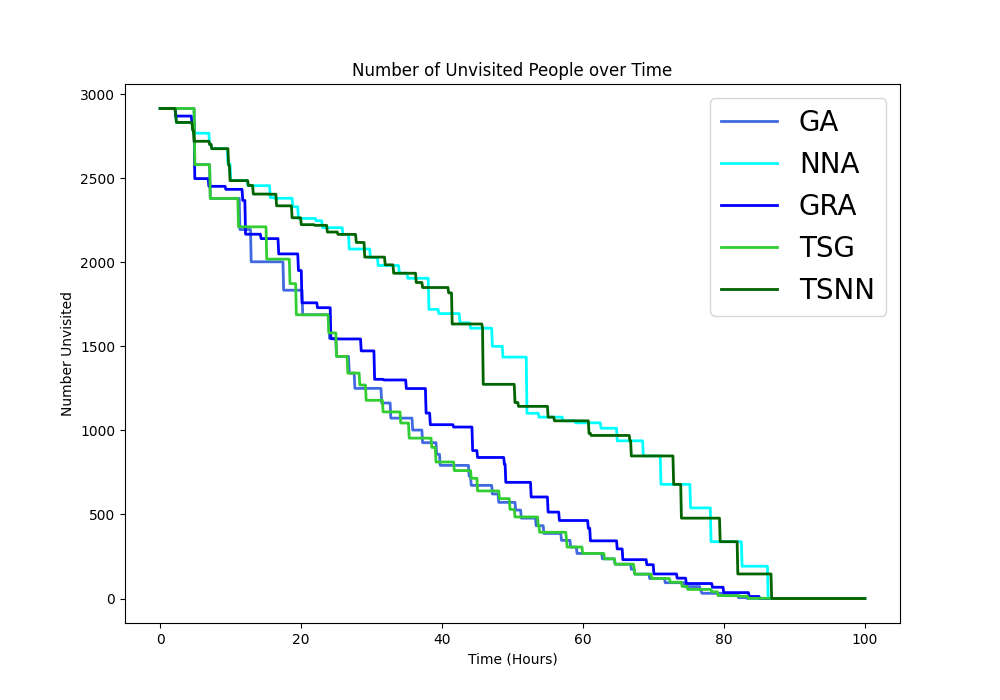 Number of Unvisited People over Time
3000
2500
2000
1500
1000
500
0
Number Unvisited
GA
NNA
GRA
TSG
TSNN
0 20 40 60 80 100
Time (Hours)